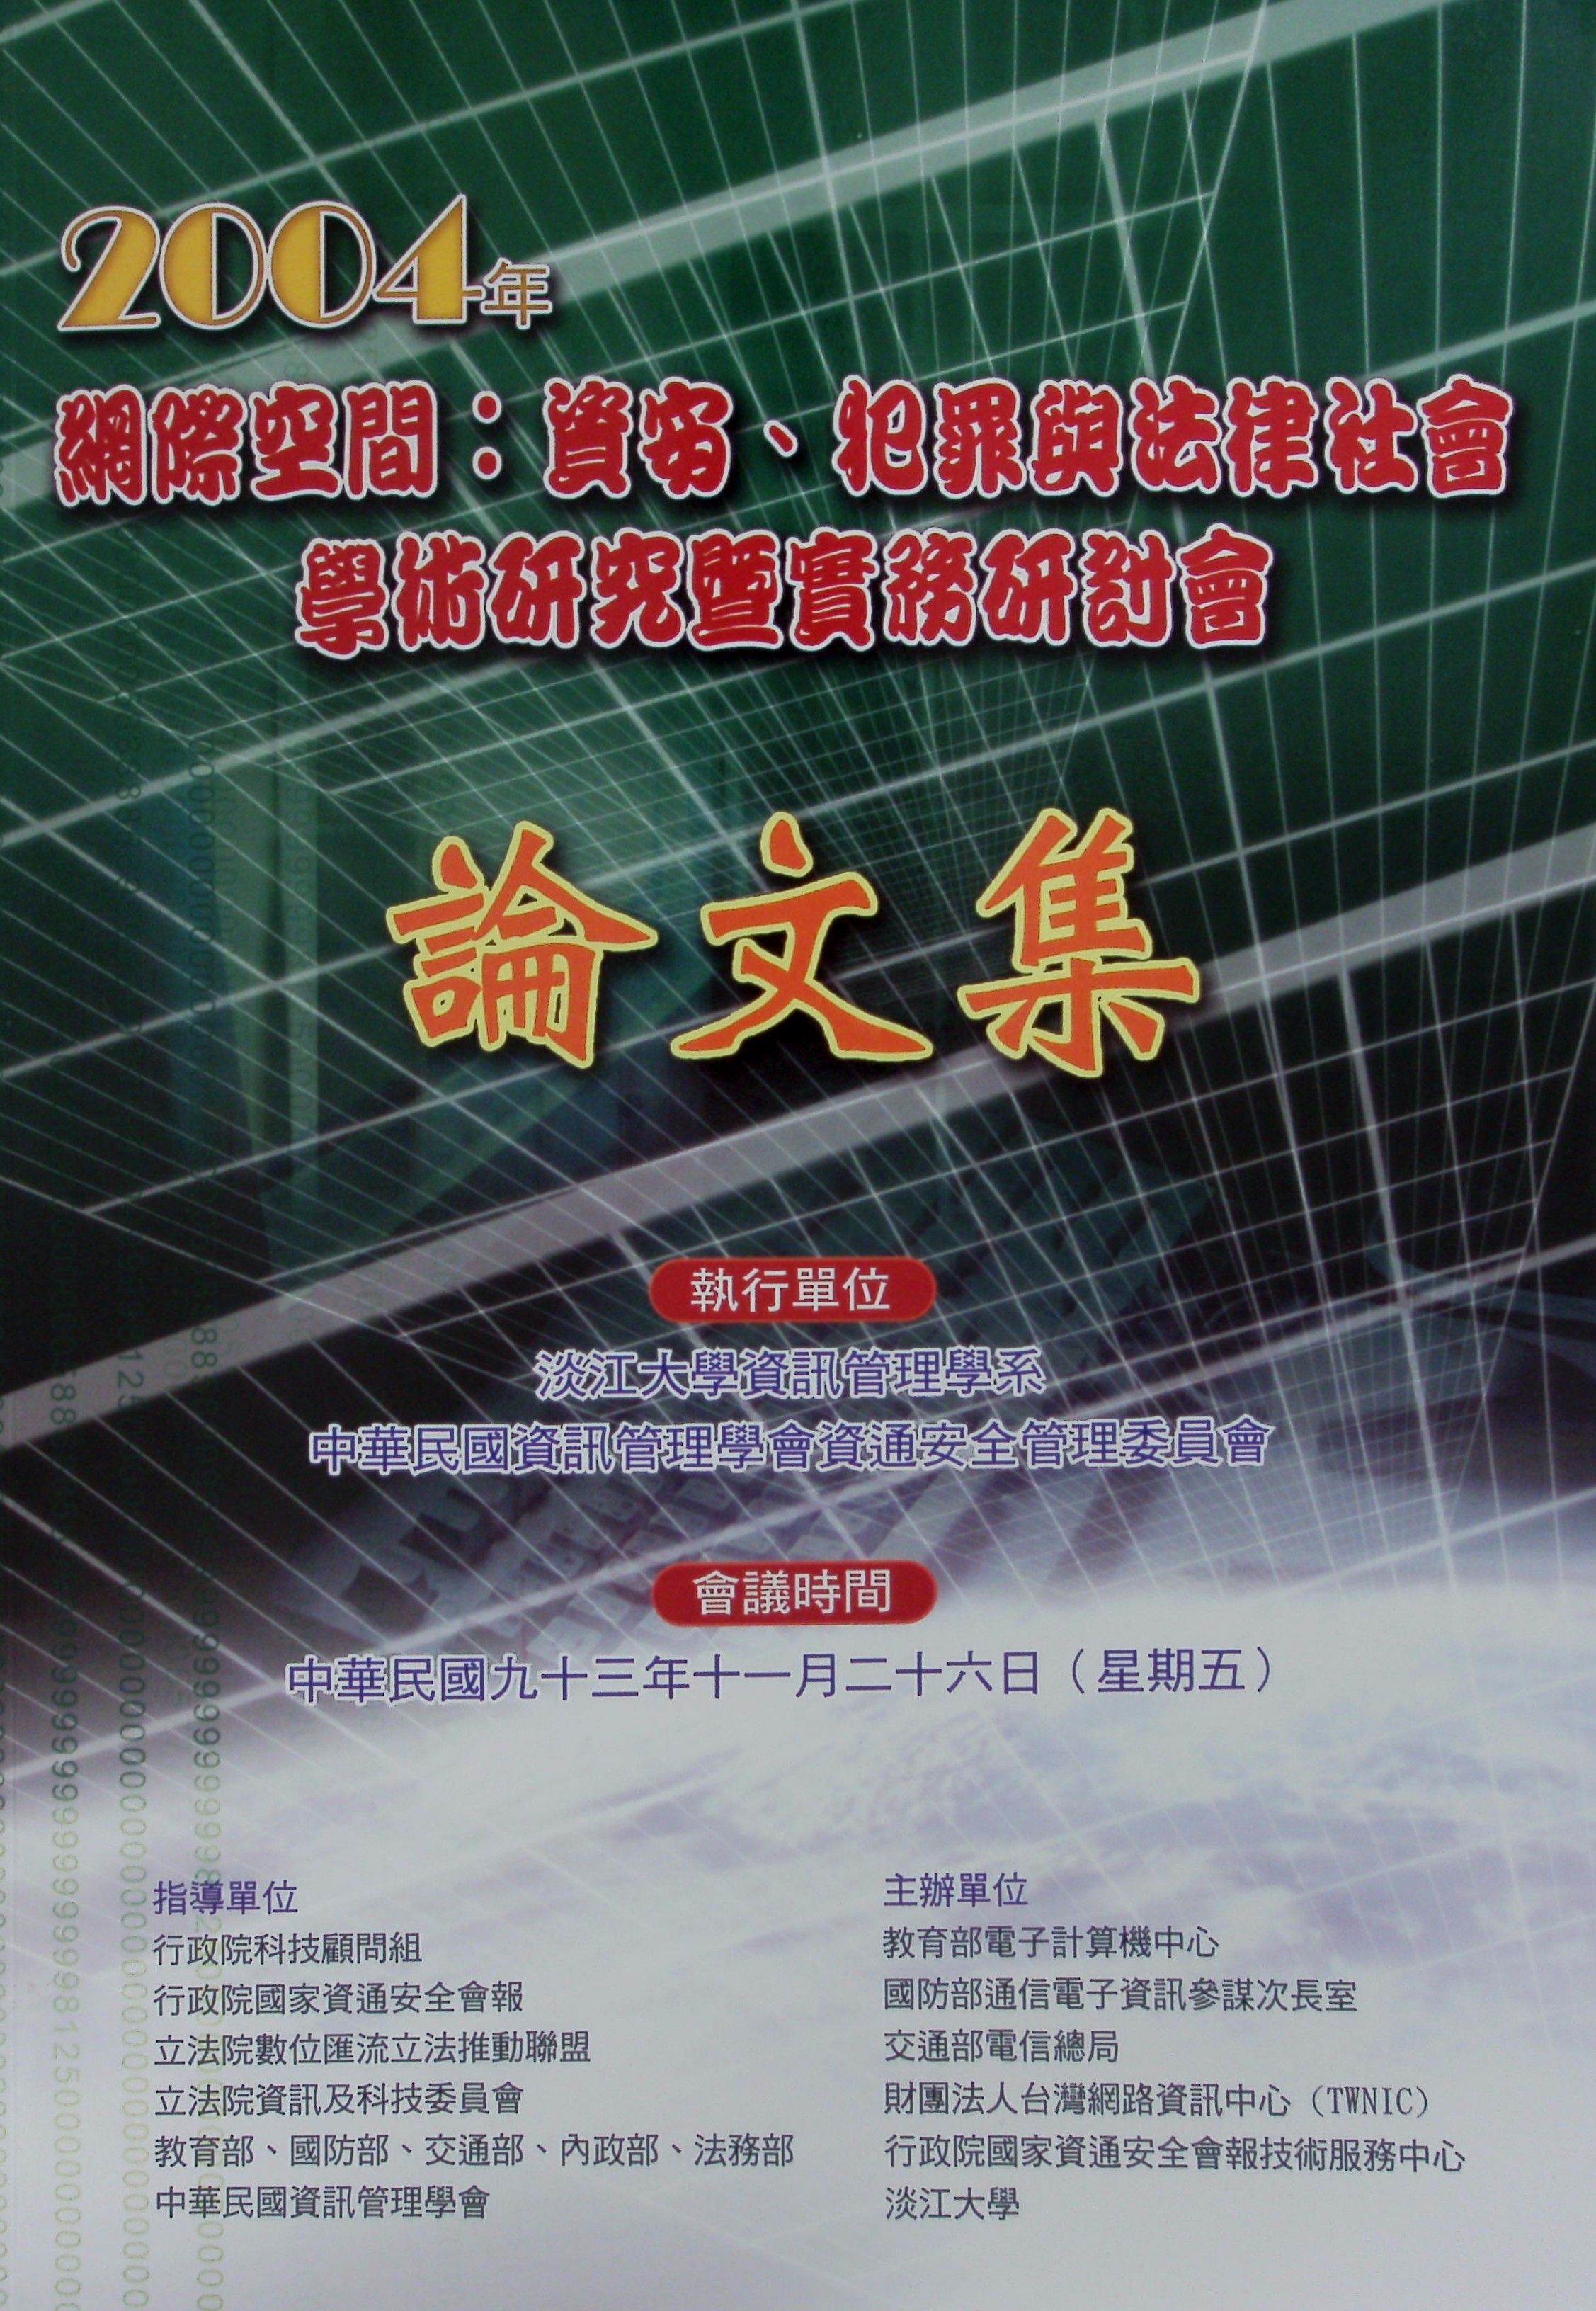 2004年
網際空間：資安、犯罪與法律社會
學術研究暨實務研討會
論文集
執行單位
淡江大學資訊管理學系
中華民國資訊管理學會資通安全管理委員會
會議時間
中華民國九十三年十一月二十六日（星期五）
指導單位
行政院科技顧問組
行政院國家資通安全會報
立法院數位匯流立法推動聯盟
立法院資訊及科技委員會
教育部、國防部、交通部、內政部、法務部
中華民國資訊管理學會
主辦單位
教育部電子計算機中心
國防部通信電子資訊參謀次長室
交通部電信總局
財團法人台灣網路資訊中心（TWNIC）
行政院國家資通安全會報技術服務中心
淡江大學